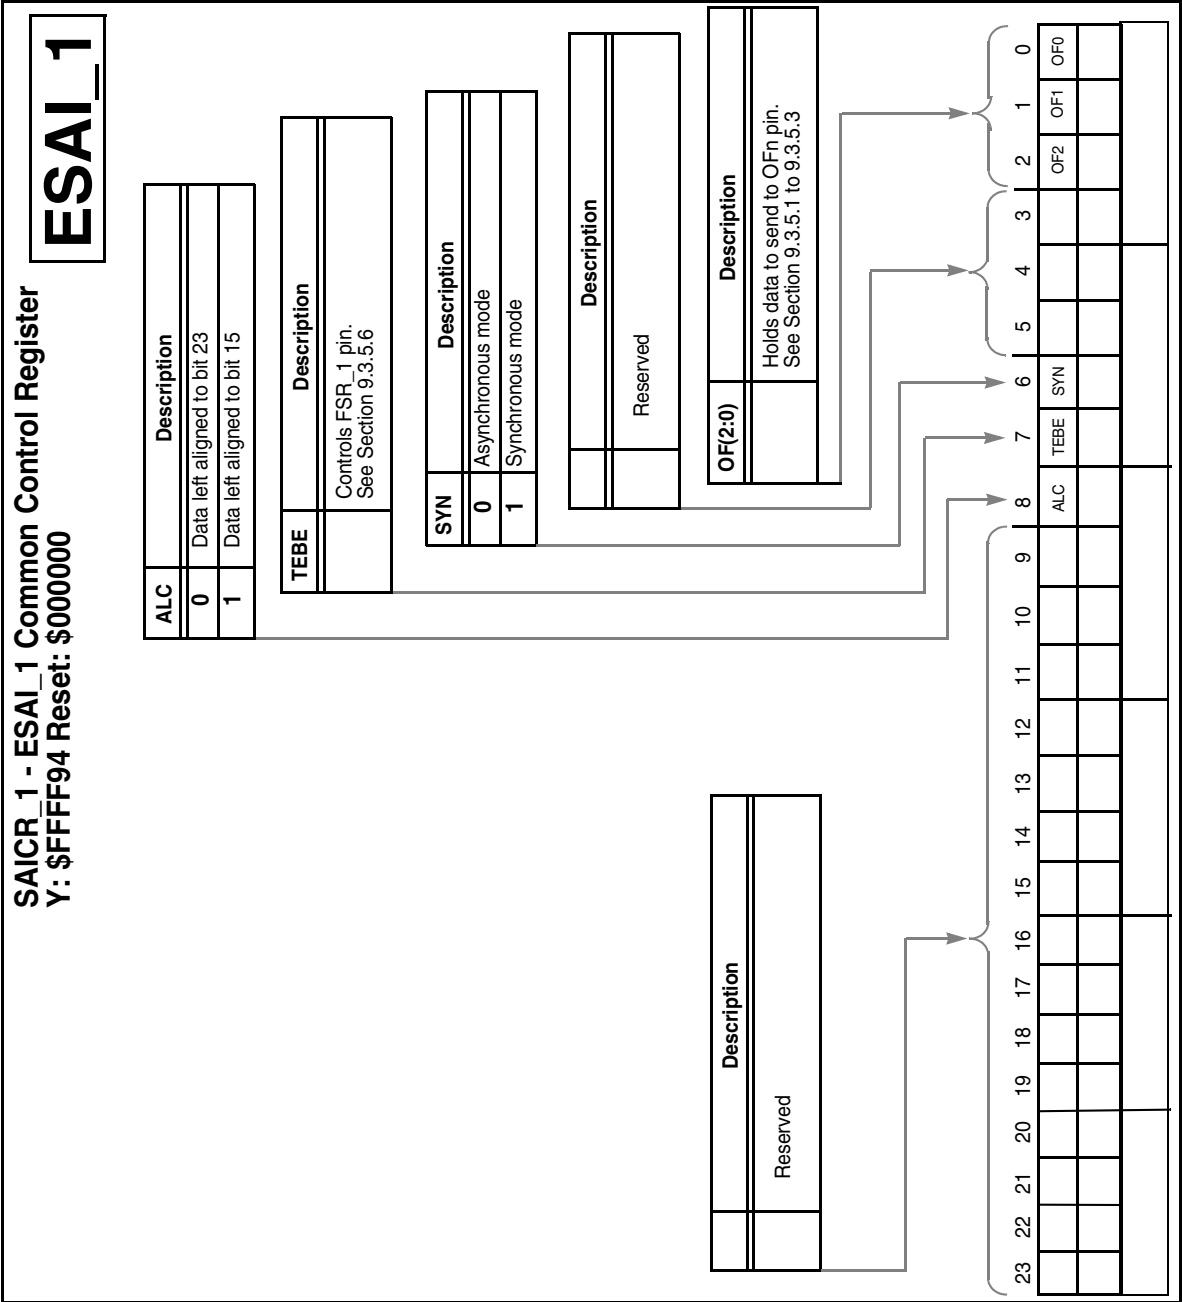 SAICR_1 - ESAI_1 Common Control Register
Y: $FFFF94 Reset: $000000
ESAI_1
ALC Description
0 Data left aligned to bit 23
1 Data left aligned to bit 15
TEBE Description
Controls FSR_1 pin.
See Section 9.3.5.6
SYN Description
0 Asynchronous mode
1 Synchronous mode
Description
Reserved
OF(2:0) Description
Holds data to send to OFn pin.
See Section 9.3.5.1 to 9.3.5.3
Description
Reserved
23 22 21 20 19 18 17 16 15 14 13 12 11 10 9 8 7 6 5 4 3 2 1 0
ALC TEBE SYN OF2 OF1 OF0